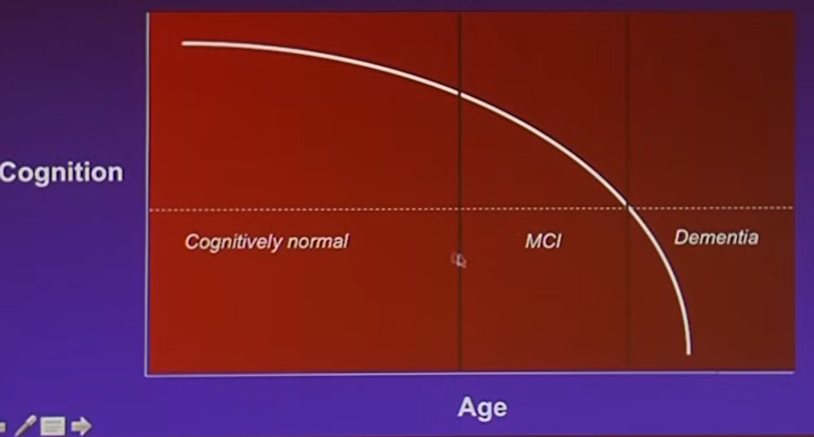 Cognition
Cognitively normal
MCI
Dementia
Age